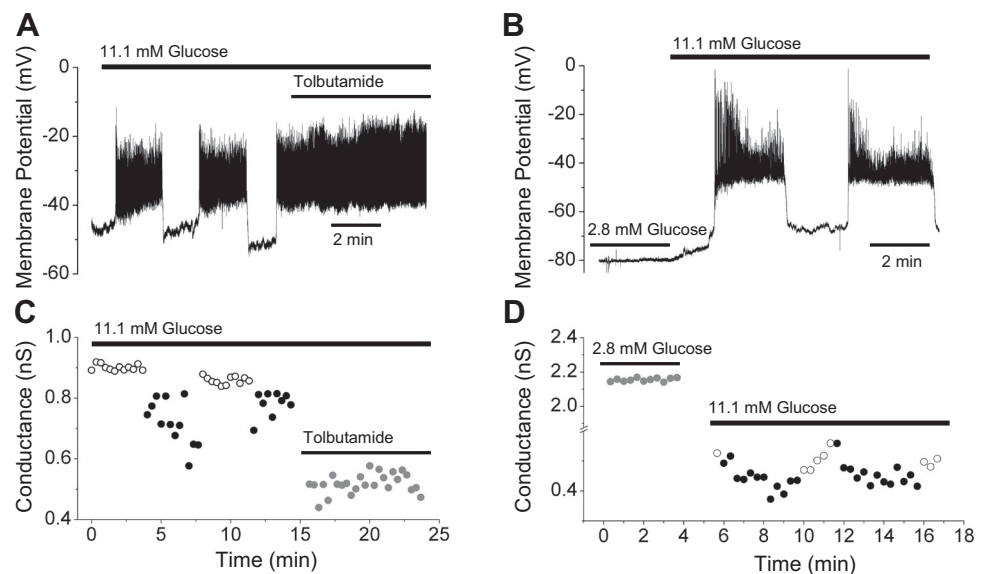 A
11.1 mM Glucose
Tolbutamide
Membrane Potential (mV)
0
-20
-40
-60
2 min
B
11.1 mM Glucose
2.8 mM Glucose
Membrane Potential (mV)
0
-20
-40
-60
-80
2 min
C
11.1 mM Glucose
Tolbutamide
Conductance (nS)
1.0
0.8
0.6
0.4
0 5 10 15 20 25
Time (min)
D
2.8 mM Glucose
11.1 mM Glucose
Conductance (nS)
2.4
2.2
2.0
0.4
0 2 4 6 8 10 12 14 16 18
Time (min)